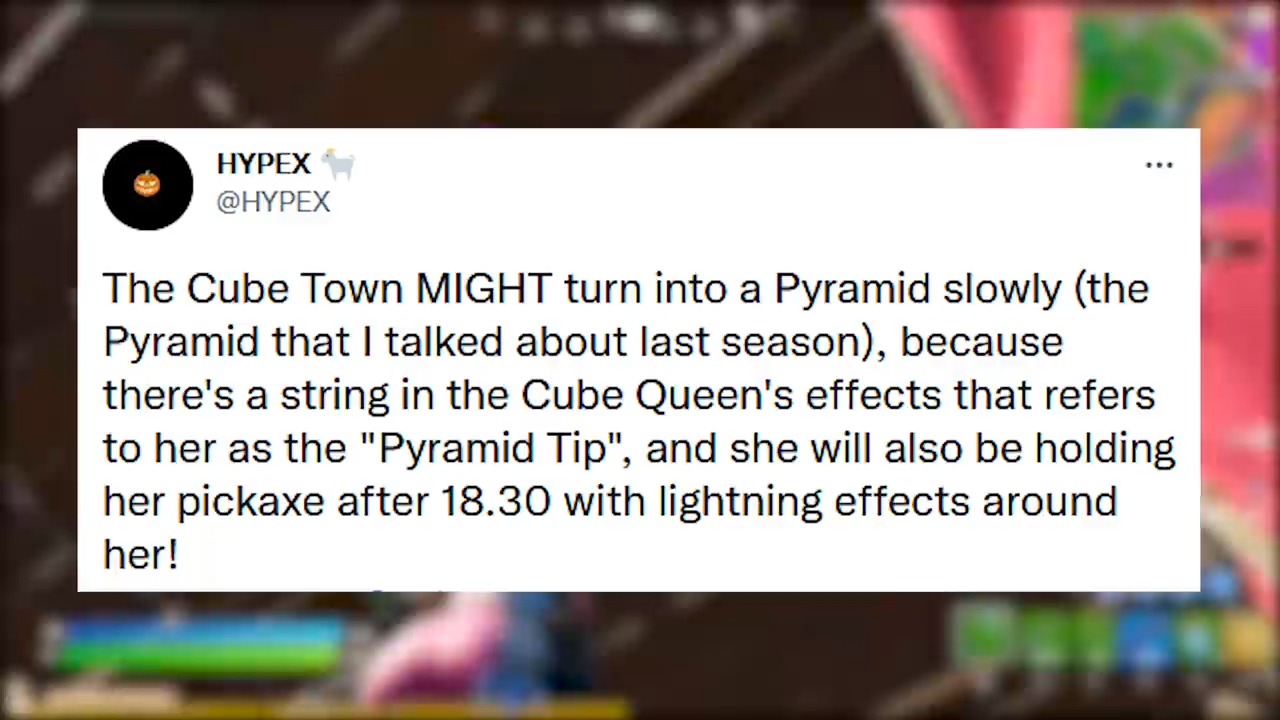 HYPEX 🐐
@HYPEX
The Cube Town MIGHT turn into a Pyramid slowly (the
Pyramid that I talked about last season), because
there's a string in the Cube Queen's effects that refers
to her as the "Pyramid Tip", and she will also be holding
her pickaxe after 18.30 with lightning effects around
her!